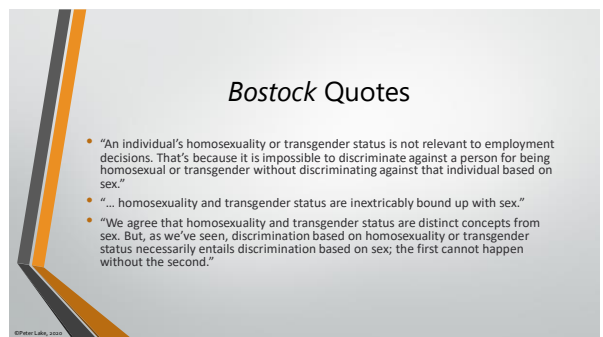 Bostock Quotes
• “An individual’s homosexuality or transgender status is not relevant to employment
decisions. That’s because it is impossible to discriminate against a person for being
homosexual or transgender without discriminating against that individual based on
sex.”
• “… homosexuality and transgender status are inextricably bound up with sex.”
• “We agree that homosexuality and transgender status are distinct concepts from
sex. But, as we’ve seen, discrimination based on homosexuality or transgender
status necessarily entails discrimination based on sex; the first cannot happen
without the second.”
©Peter Lake, 2020